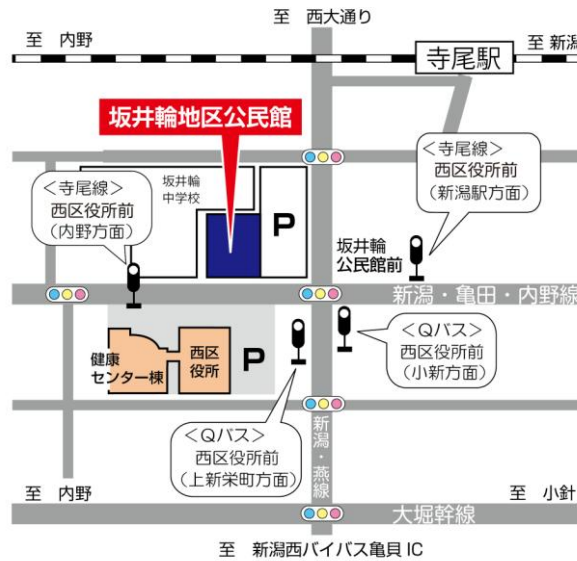 至 西大通り
至 内野
寺尾駅
至 新潟
坂井輪地区公民館
<寺尾線>
西区役所前
(新潟駅方面)
坂井輪
中学校
<寺尾線>
西区役所前
(内野方面)
P
坂井輪
公民館前
新潟・亀田・内野線
健康
センター棟
西区
役所
P
<Qバス>
西区役所前
(小新方面)
<Qバス>
西区役所前
(上新栄町方面)
新潟・燕線
至 内野
至 小針
大堀幹線
至 新潟西バイパス亀貝 IC